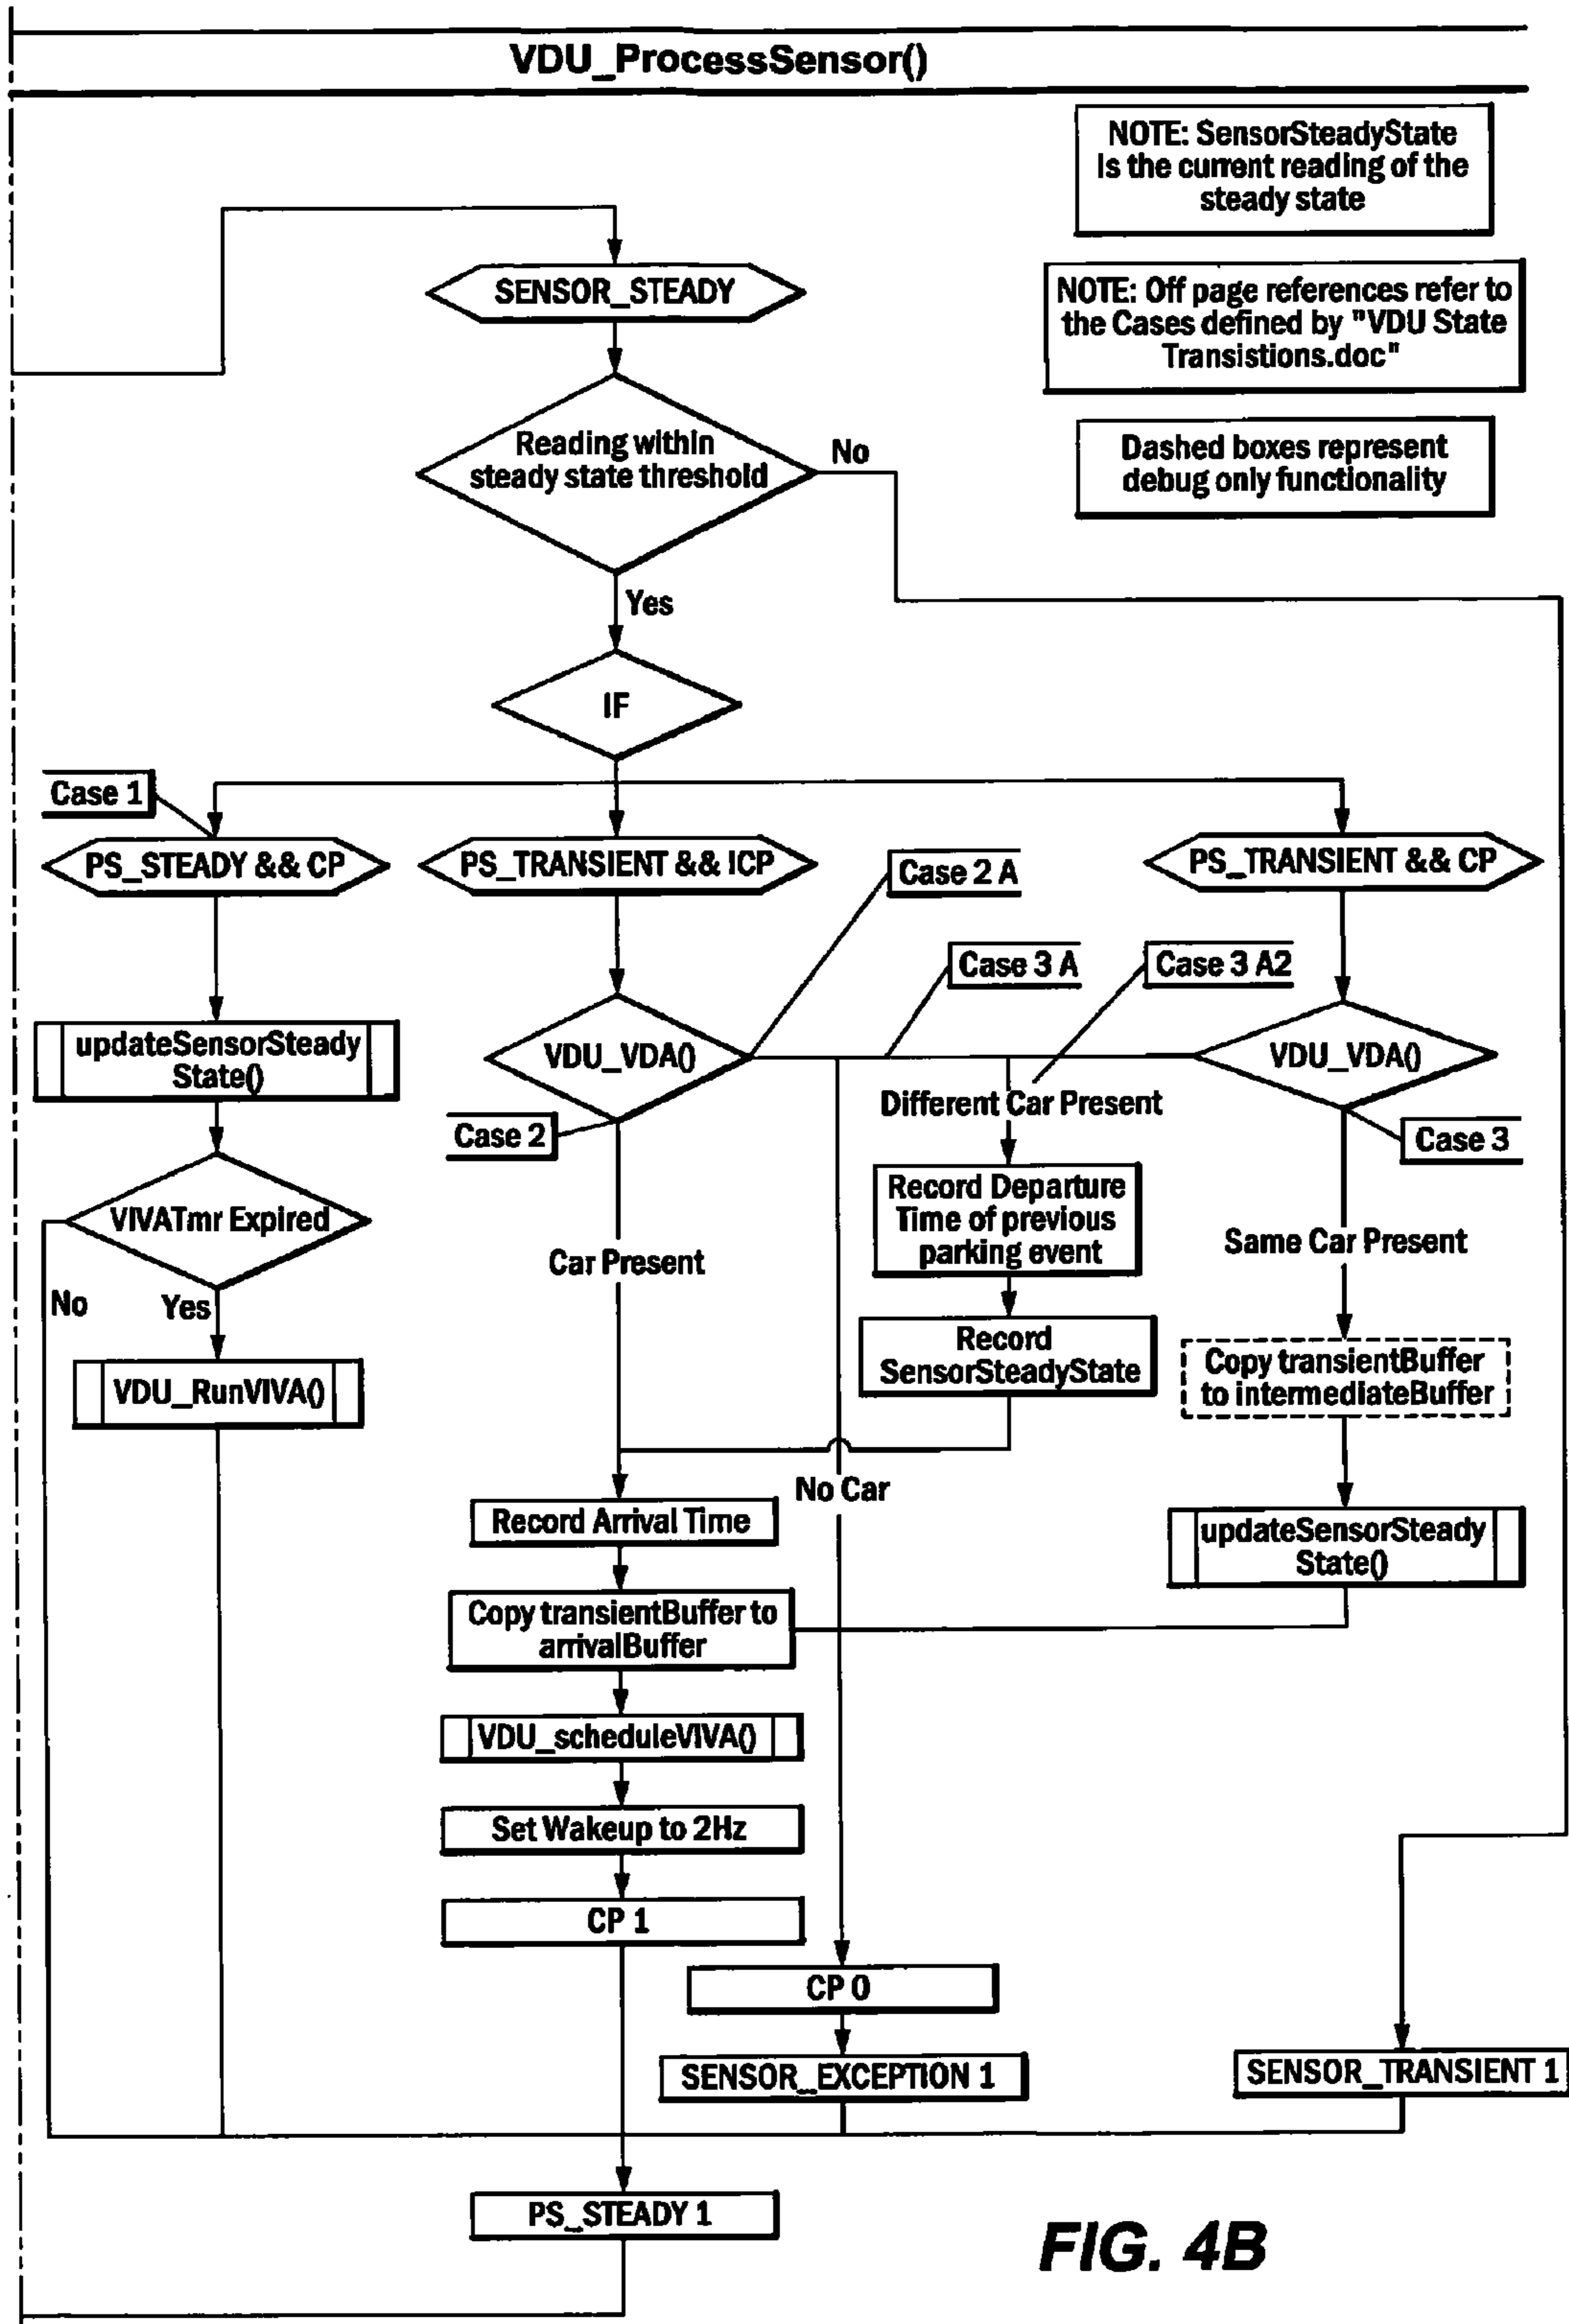 VDU_ProcessSensor()
NOTE: SensorSteadyState
is the current reading of the
steady state
SENSOR_STEADY
NOTE: Off page references refer to
the Cases defined by "VDU State
Transistions.doc"
Reading within
steady state threshold
No
Dashed boxes represent
debug only functionality
Yes
IF
Case 1
PS_STEADY && CP
PS_TRANSIENT && !CP
Case 2 A
PS_TRANSIENT && CP
Case 3 A
Case 3 A2
updateSensorSteady
State()
VDU_VDA()
VDU_VDA()
Different Car Present
Case 2
Case 3
VIVATmr Expired
Record Departure
Time of previous
parking event
Car Present
Same Car Present
No
Yes
Record
SensorSteadyState
Copy transientBuffer
to intermediateBuffer
VDU_RunVIVA()
No Car
Record Arrival Time
updateSensorSteady
State()
Copy transientBuffer to
arrivalBuffer
VDU_scheduleVIVA()
Set Wakeup to 2Hz
CP 1
CP 0
SENSOR_EXCEPTION 1
SENSOR_TRANSIENT 1
PS_STEADY 1
FIG. 4B